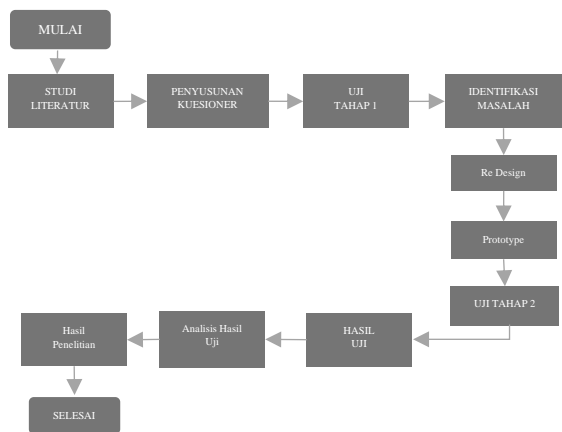 MULAI
STUDI
LITERATUR
PENYUSUNAN
KUESIONER
UJI
TAHAP 1
IDENTIFIKASI
MASALAH
Re Design
Prototype
UJI TAHAP 2
HASIL
UJI
Analisis Hasil
Uji
Hasil
Penelitian
SELESAI